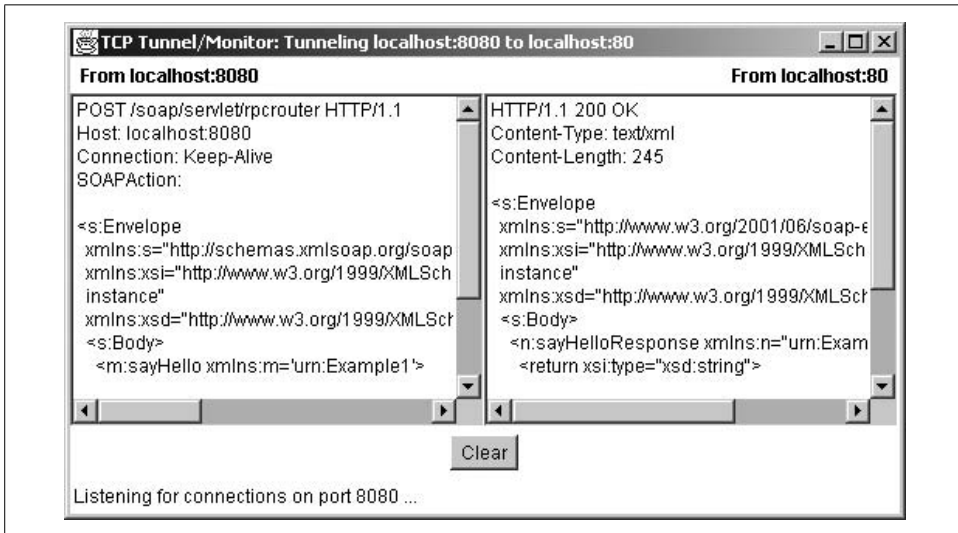 TCP Tunnel/Monitor: Tunneling localhost:8080 to localhost:80
From localhost:8080
From localhost:80
POST /soap/servlet/rpcrouter HTTP/1.1
Host: localhost:8080
Connection: Keep-Alive
SOAPAction:
<s:Envelope
xmlns:s="http://schemas.xmlsoap.org/soap
xmlns:xsi="http://www.w3.org/1999/XMLSch
instance"
xmlns:xsd="http://www.w3.org/1999/XMLSch
<s:Body>
<m:sayHello xmlns:m='urn:Example1'>
HTTP/1.1 200 OK
Content-Type: text/xml
Content-Length: 245
<s:Envelope
xmlns:s="http://www.w3.org/2001/06/soap-e
xmlns:xsi="http://www.w3.org/1999/XMLSch
instance"
xmlns:xsd="http://www.w3.org/1999/XMLSch
<s:Body>
<n:sayHelloResponse xmlns:n="urn:Exam
<return xsi:type="xsd:string">
Clear
Listening for connections on port 8080 ...